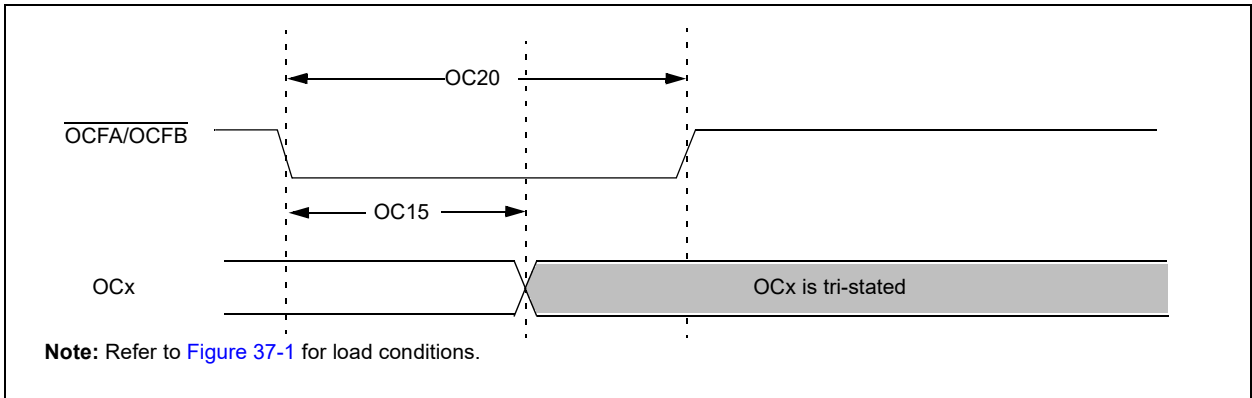 OC20
OCFA/OCFB
OC15
OCx
OCx is tri-stated
Note: Refer to Figure 37-1 for load conditions.